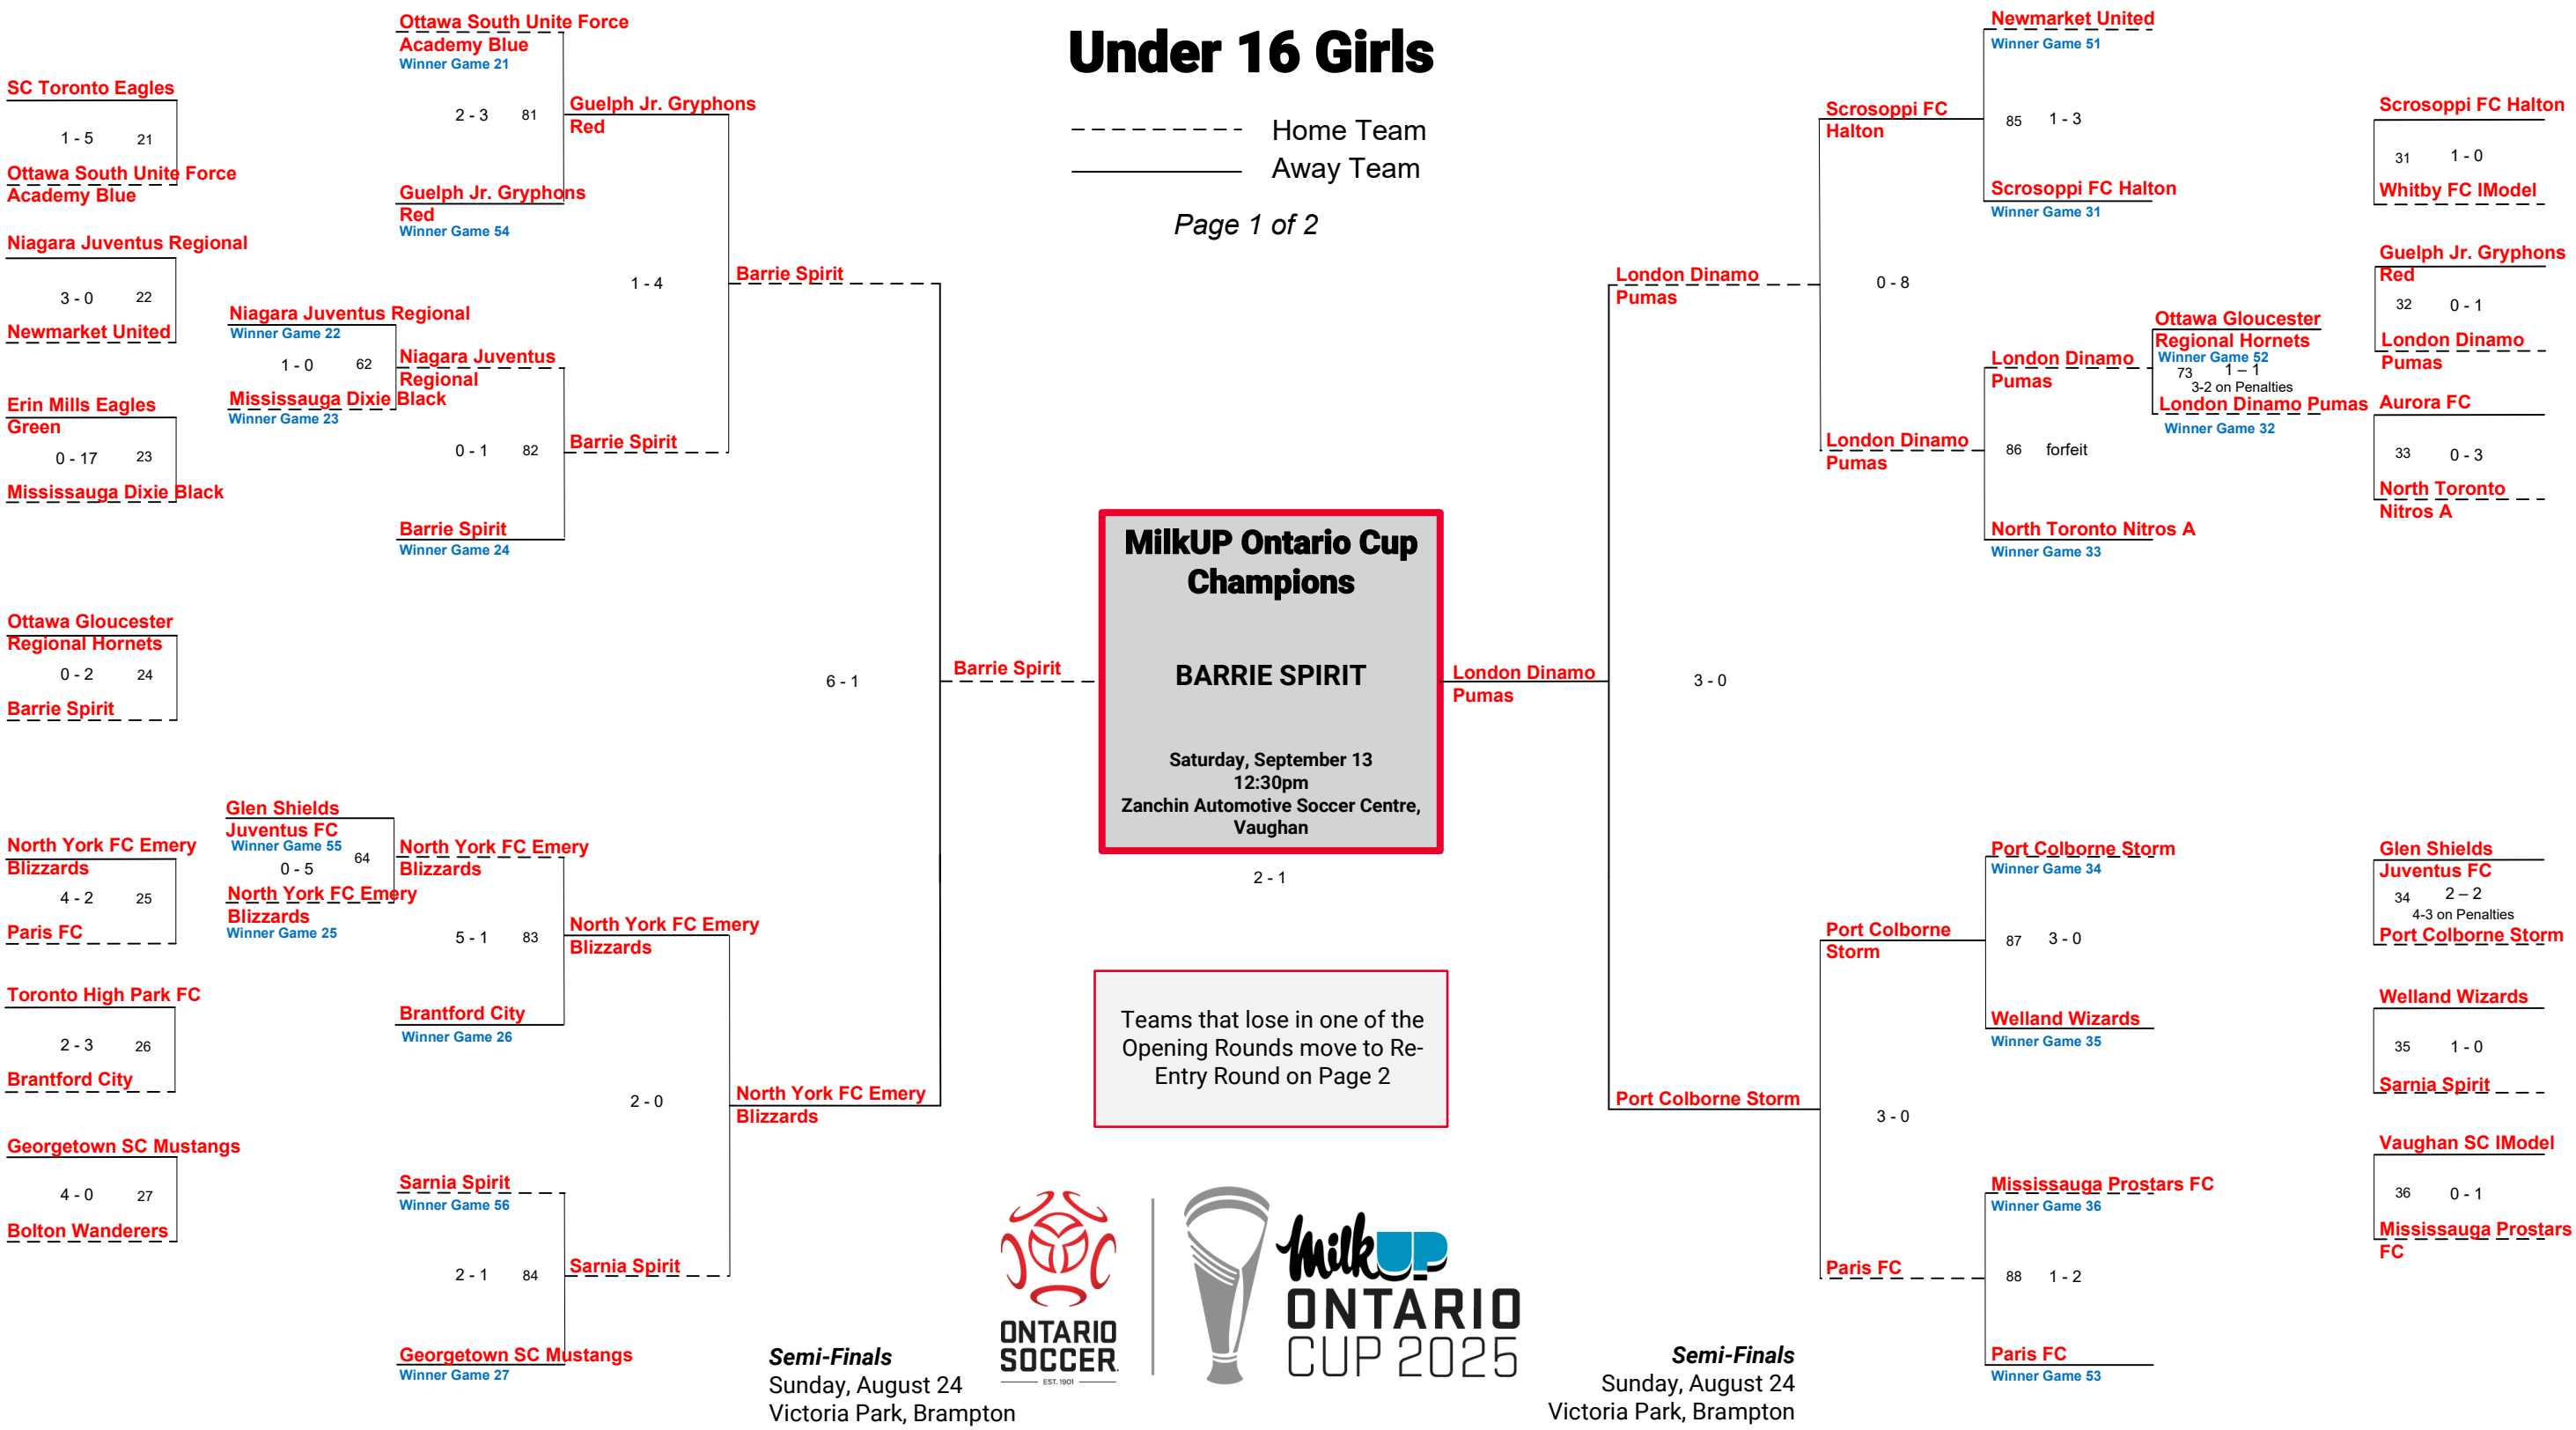 Under 16 Girls
Home Team
Away Team
Page 1 of 2
SC Toronto Eagles
1 - 5 21
Ottawa South Unite Force
Academy Blue
Niagara Juventus Regional
3 - 0 22
Newmarket United
Erin Mills Eagles
Green
0 - 17 23
Mississauga Dixie Black
Ottawa Gloucester
Regional Hornets
0 - 2 24
Barrie Spirit
North York FC Emery
Blizzards
4 - 2 25
Paris FC
Toronto High Park FC
2 - 3 26
Brantford City
Georgetown SC Mustangs
4 - 0 27
Bolton Wanderers
Niagara Juventus Regional
Winner Game 22
1 - 0 62
Mississauga Dixie Black
Winner Game 23
Glen Shields
Juventus FC
Winner Game 55
0 - 5 64
North York FC Emery
Blizzards
Winner Game 25
Ottawa South Unite Force
Academy Blue
Winner Game 21
2 - 3 81
Guelph Jr. Gryphons
Red
Winner Game 54
Niagara Juventus
Regional
0 - 1 82
Barrie Spirit
Winner Game 24
North York FC Emery
Blizzards
5 - 1 83
Brantford City
Winner Game 26
Sarnia Spirit
Winner Game 56
2 - 1 84
Georgetown SC Mustangs
Winner Game 27
Guelph Jr. Gryphons
Red
1 - 4
Barrie Spirit
North York FC Emery
Blizzards
2 - 0
Sarnia Spirit
Barrie Spirit
6 - 1
North York FC Emery
Blizzards
Barrie Spirit
MilkUP Ontario Cup
Champions
BARRIE SPIRIT
Saturday, September 13
12:30pm
Zanchin Automotive Soccer Centre,
Vaughan
2 - 1
Teams that lose in one of the
Opening Rounds move to Re-
Entry Round on Page 2
London Dinamo
Pumas
London Dinamo
Pumas
3 - 0
Port Colborne Storm
Scrosoppi FC
Halton
0 - 8
London Dinamo
Pumas
Port Colborne
Storm
3 - 0
Paris FC
Newmarket United
Winner Game 51
85 1 - 3
Scrosoppi FC Halton
Winner Game 31
London Dinamo
Pumas
86 forfeit
North Toronto Nitros A
Winner Game 33
Port Colborne Storm
Winner Game 34
87 3 - 0
Welland Wizards
Winner Game 35
Mississauga Prostars FC
Winner Game 36
88 1 - 2
Paris FC
Winner Game 53
Ottawa Gloucester
Regional Hornets
Winner Game 52
73 1 – 1
3-2 on Penalties
London Dinamo Pumas
Winner Game 32
Scrosoppi FC Halton
31 1 - 0
Whitby FC IModel
Guelph Jr. Gryphons
Red
32 0 - 1
London Dinamo
Pumas
Aurora FC
33 0 - 3
North Toronto
Nitros A
Glen Shields
Juventus FC
34 2 – 2
4-3 on Penalties
Port Colborne Storm
Welland Wizards
35 1 - 0
Sarnia Spirit
Vaughan SC IModel
36 0 - 1
Mississauga Prostars
FC
Semi-Finals
Sunday, August 24
Victoria Park, Brampton
ONTARIO
SOCCER
EST. 1901
MilkUP
ONTARIO
CUP 2025
Semi-Finals
Sunday, August 24
Victoria Park, Brampton